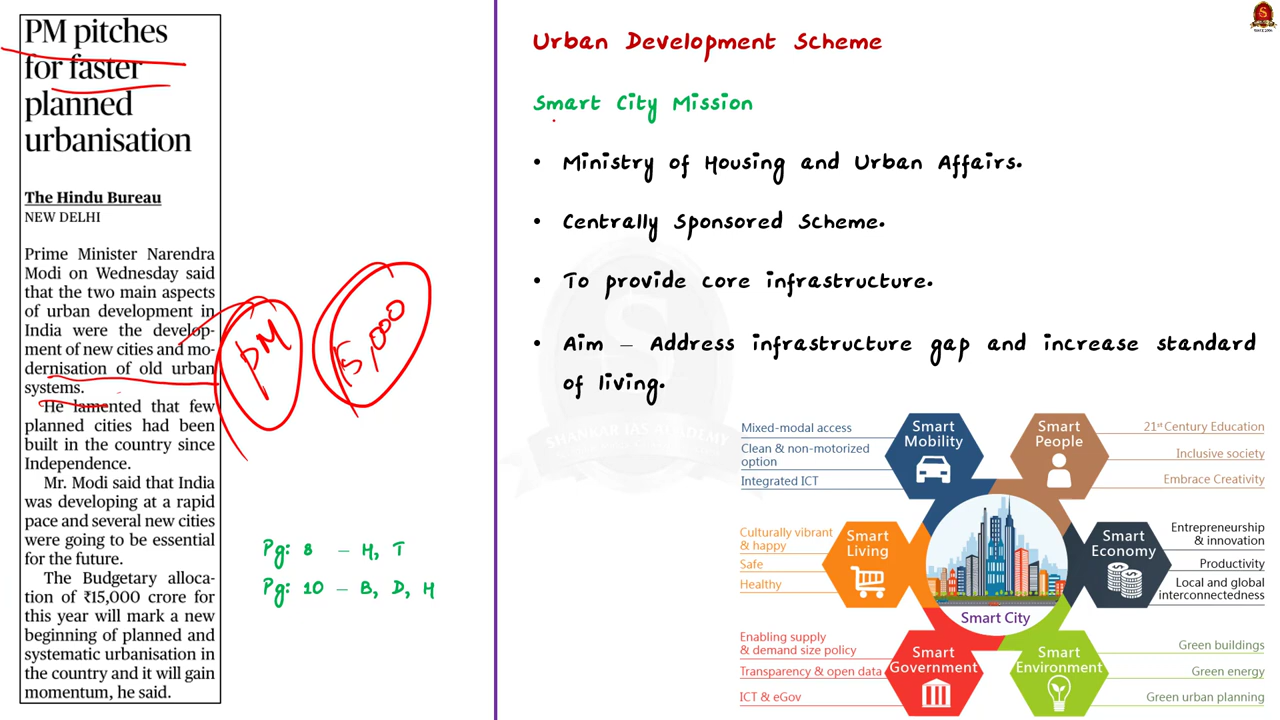 PM pitches
for faster
planned
urbanisation
The Hindu Bureau
NEW DELHI
Prime Minister Narendra
Modi on Wednesday said
that the two main aspects
of urban development in
India were the develop-
ment of new cities and mo-
dernisation of old urban
systems.
He lamented that few
planned cities had been
built in the country since
Independence.
Mr. Modi said that India
was developing at a rapid
pace and several new cities
were going to be essential
for the future.
The Budgetary alloca-
tion of ₹15,000 crore for
this year will mark a new
beginning of planned and
systematic urbanisation in
the country and it will gain
momentum, he said.
PM
15,000
Pg: 8 – H, T
Pg: 10 – B, D, H
Urban Development Scheme
Smart City Mission
• Ministry of Housing and Urban Affairs.
• Centrally Sponsored Scheme.
• To provide core infrastructure.
• Aim – Address infrastructure gap and increase standard
of living.
SHANKAR IAS ACADEMY
Mixed-modal access
Clean & non-motorized
option
Integrated ICT
Smart
Mobility
Smart
People
21st Century Education
Inclusive society
Embrace Creativity
Culturally vibrant
& happy
Safe
Healthy
Smart
Living
Smart
Economy
Entrepreneurship
& innovation
Productivity
Local and global
interconnectedness
Smart City
Enabling supply
& demand size policy
Transparency & open data
ICT & eGov
Smart
Government
Smart
Environment
Green buildings
Green energy
Green urban planning